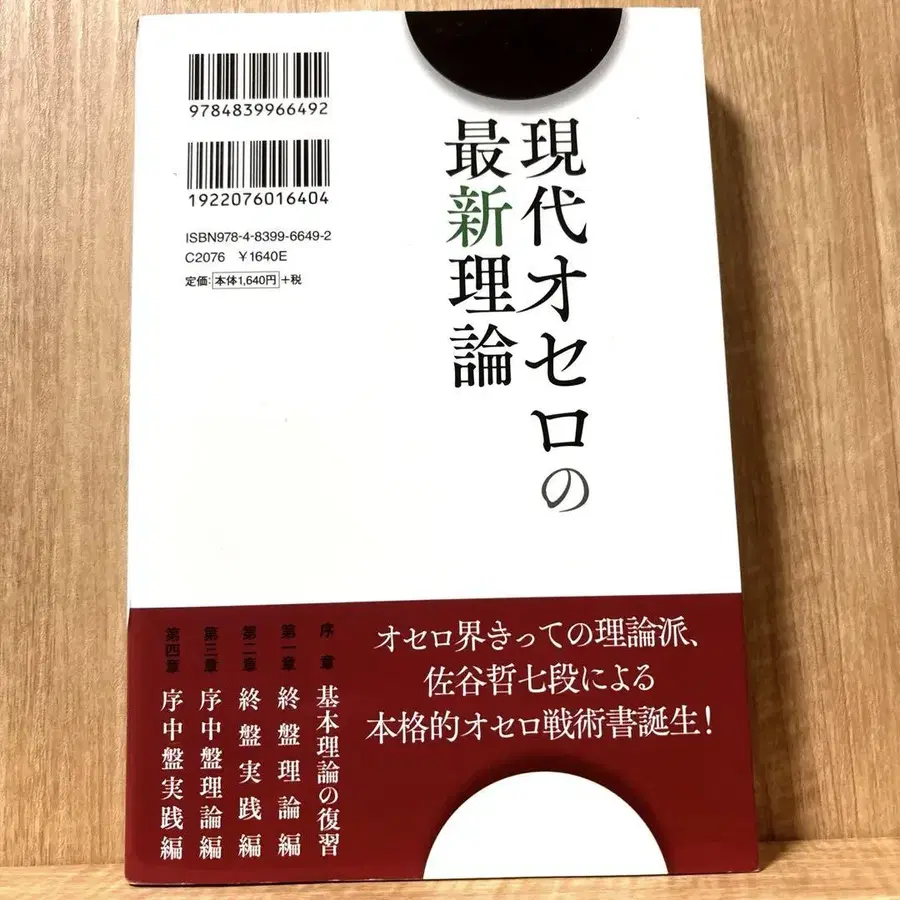 9784839966492
1922076016404
ISBN978-4-8399-6649-2
C2076 ¥1640E
定価:本体1,640円+税
現代オセロの
最新理論
オセロ界きっての理論派、
佐谷哲七段による
本格的オセロ戦術書誕生!
序章 基本理論の復習
第一章 終盤理論編
第二章 終盤実践編
第三章 序中盤理論編
第四章 序中盤実践編